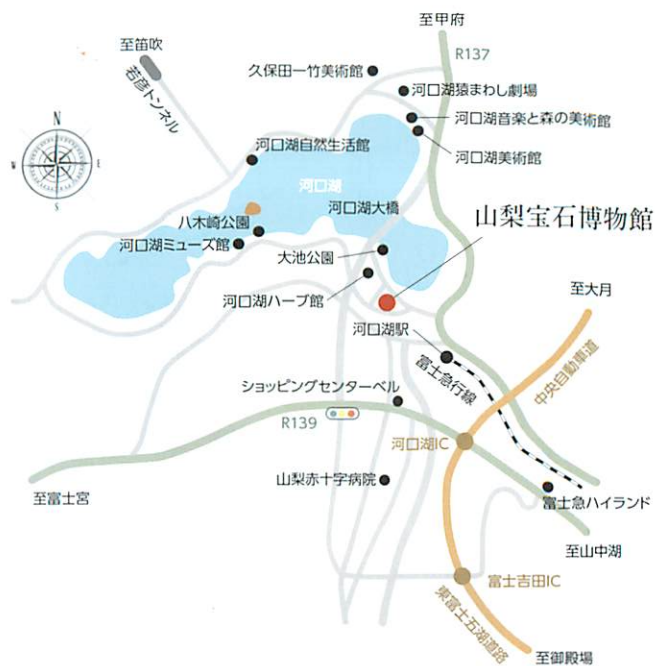 至甲府
R137
至笛吹
若彦トンネル
久保田一竹美術館
河口湖猿まわし劇場
河口湖音楽と森の美術館
河口湖美術館
N
W
E
S
河口湖自然生活館
河口湖
河口湖大橋
八木崎公園
河口湖ミューズ館
大池公園
山梨宝石博物館
河口湖ハーブ館
至大月
河口湖駅
富士急行線
中央自動車道
ショッピングセンターベル
R139
河口湖IC
山梨赤十字病院
至富士宮
富士急ハイランド
至山中湖
富士吉田IC
東富士五湖道路
至御殿場